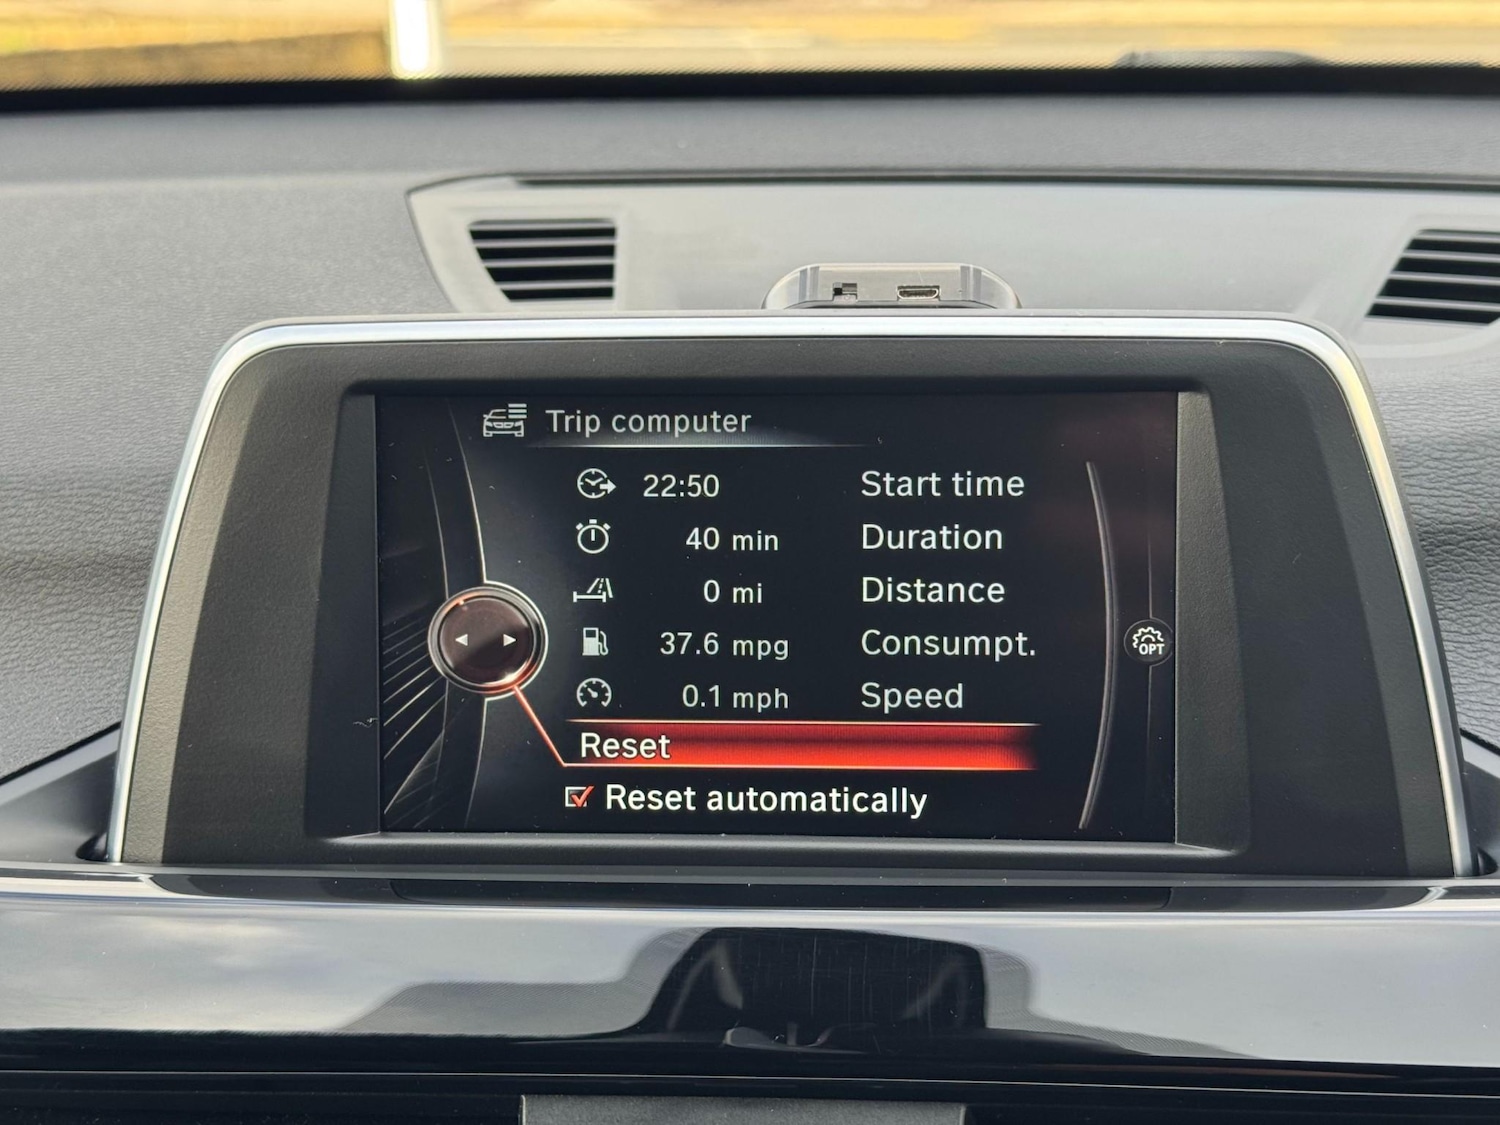 Trip computer
22:50 Start time
40 min Duration
0 mi Distance
37.6 mpg Consumpt.
0.1 mph Speed
OPT
Reset
Reset automatically